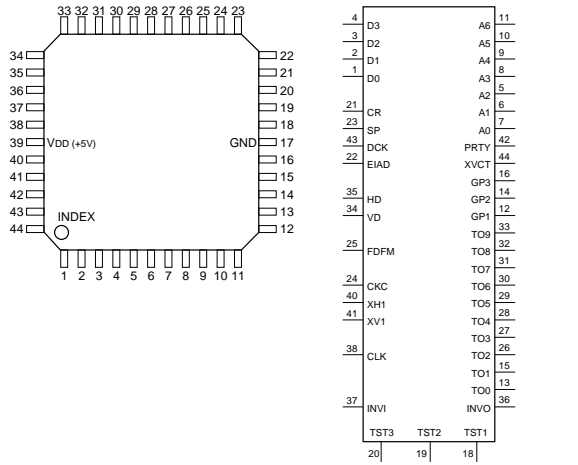 33 32 31 30 29 28 27 26 25 24 23
34 22
35 21
36 20
37 19
38 18
39 VDD (+5V) GND 17
40 16
41 15
42 14
43 13
44 12
INDEX
1 2 3 4 5 6 7 8 9 10 11
4 D3 A6 11
3 D2 A5 10
2 D1 A4 9
1 D0 A3 8
A2 5
21 CR A1 6
23 SP A0 7
43 DCK PRTY 42
22 EIAD XVCT 44
GP3 16
35 HD GP2 14
34 VD GP1 12
TO9 33
25 FDFM TO8 32
TO7 31
24 CKC TO6 30
40 XH1 TO5 29
41 XV1 TO4 28
TO3 27
38 CLK TO2 26
TO1 15
TO0 13
37 INVI INVO 36
TST3 TST2 TST1
20 19 18